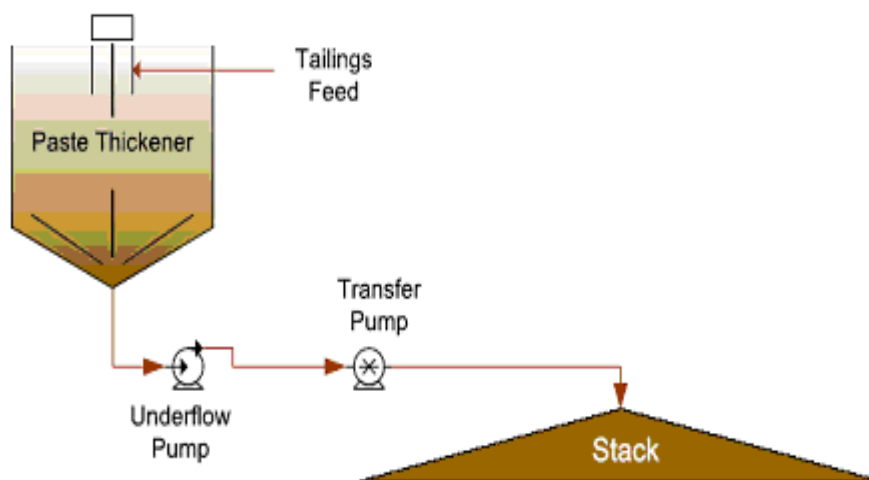 Tailings
Feed
Paste Thickener
Transfer
Pump
Underflow
Pump
Stack